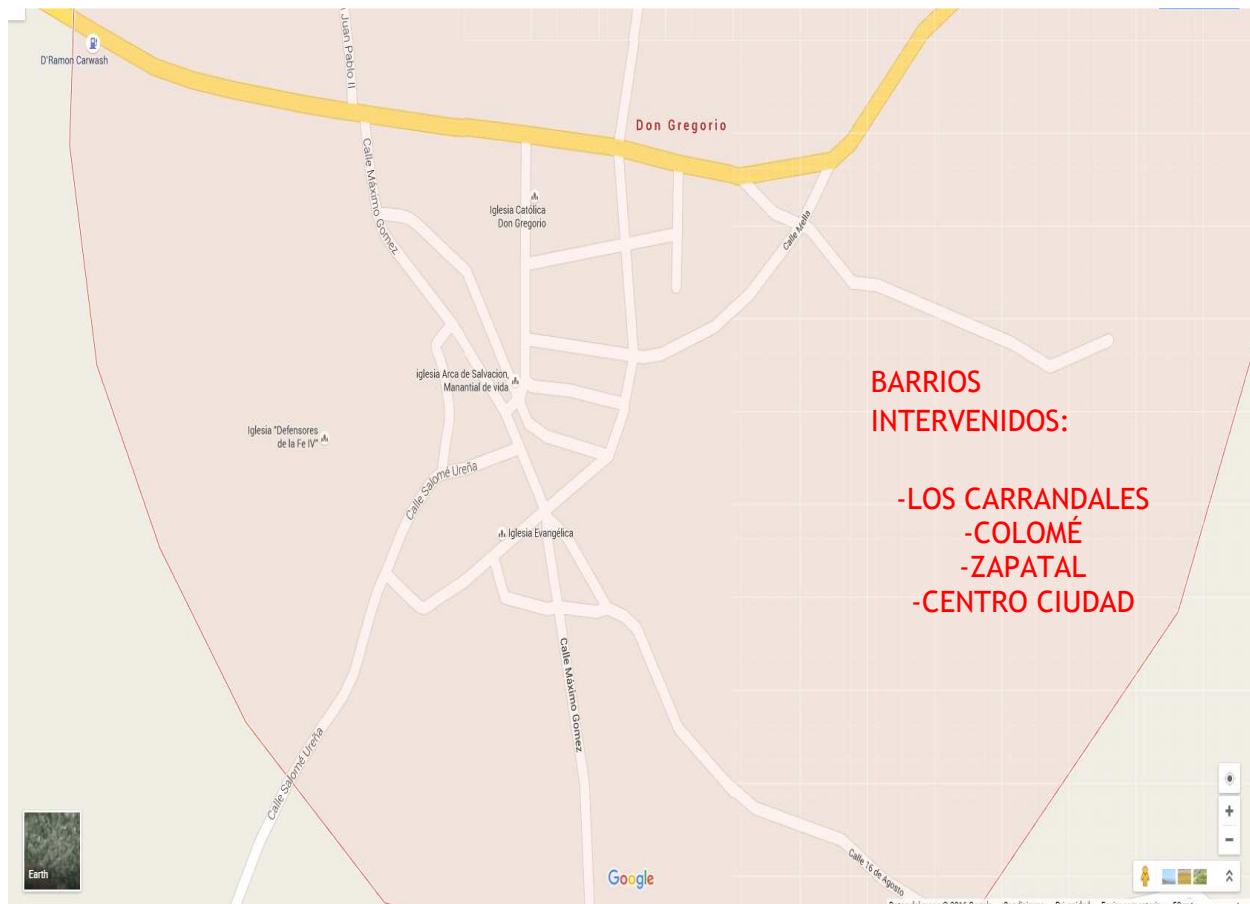 Juan Pablo II
D'Ramon Carwash
Don Gregorio
Calle Máximo Gomez
Iglesia Católica
Don Gregorio
Calle Mella
iglesia Arca de Salvacion,
Manantial de vida
BARRIOS
INTERVENIDOS:
Iglesia "Defensores
de la Fe IV"
Calle Salomé Ureña
-LOS CARRANDALES
-COLOMÉ
-ZAPATAL
-CENTRO CIUDAD
Iglesia Evangélica
Calle Máximo Gomez
Calle Salomé Ureña
Calle 16 de Agosto
Earth
Google